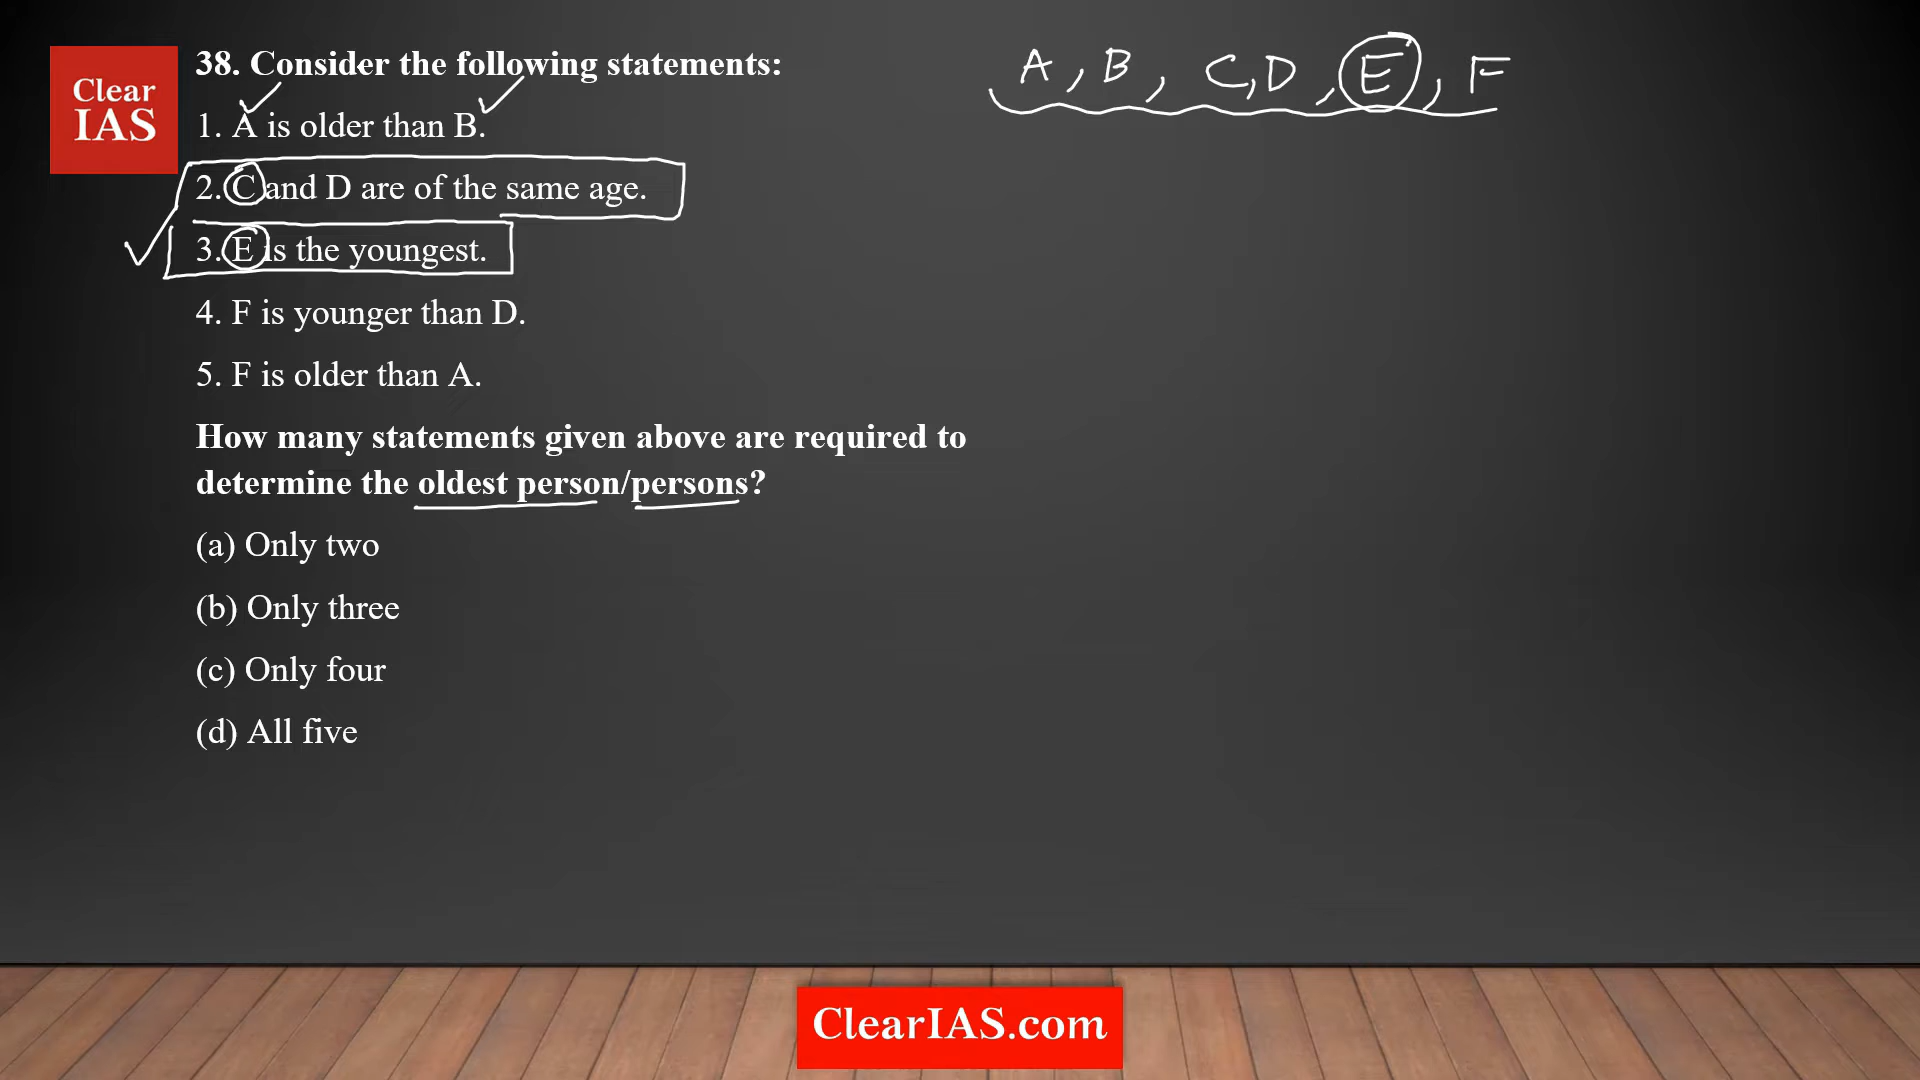 Clear
IAS
38. Consider the following statements:
A, B, C, D, E, F
1. A is older than B.
2. C and D are of the same age.
3. E is the youngest.
4. F is younger than D.
5. F is older than A.
How many statements given above are required to
determine the oldest person/persons?
(a) Only two
(b) Only three
(c) Only four
(d) All five
ClearIAS.com